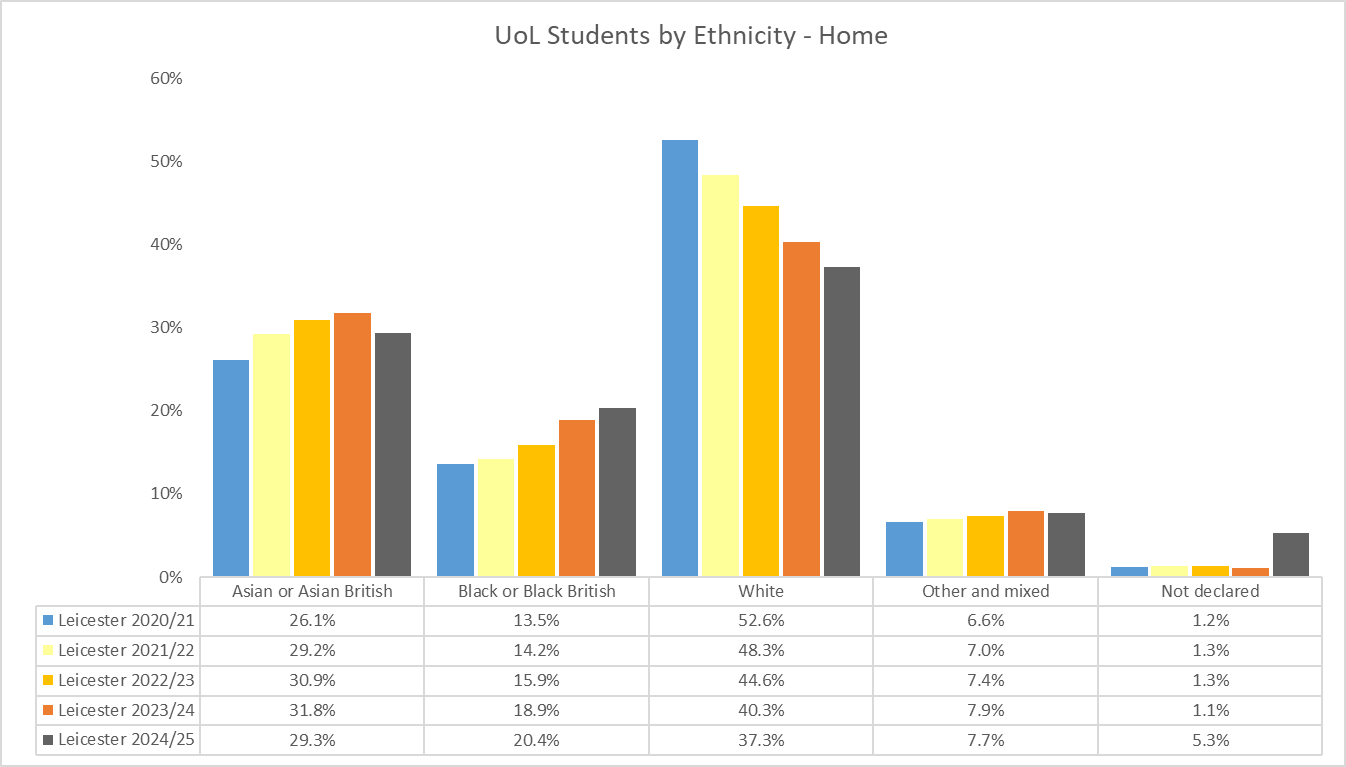 UoL Students by Ethnicity - Home
60%
50%
40%
30%
20%
10%
0%
Asian or Asian British Black or Black British White Other and mixed Not declared
Leicester 2020/21 26.1% 13.5% 52.6% 6.6% 1.2%
Leicester 2021/22 29.2% 14.2% 48.3% 7.0% 1.3%
Leicester 2022/23 30.9% 15.9% 44.6% 7.4% 1.3%
Leicester 2023/24 31.8% 18.9% 40.3% 7.9% 1.1%
Leicester 2024/25 29.3% 20.4% 37.3% 7.7% 5.3%